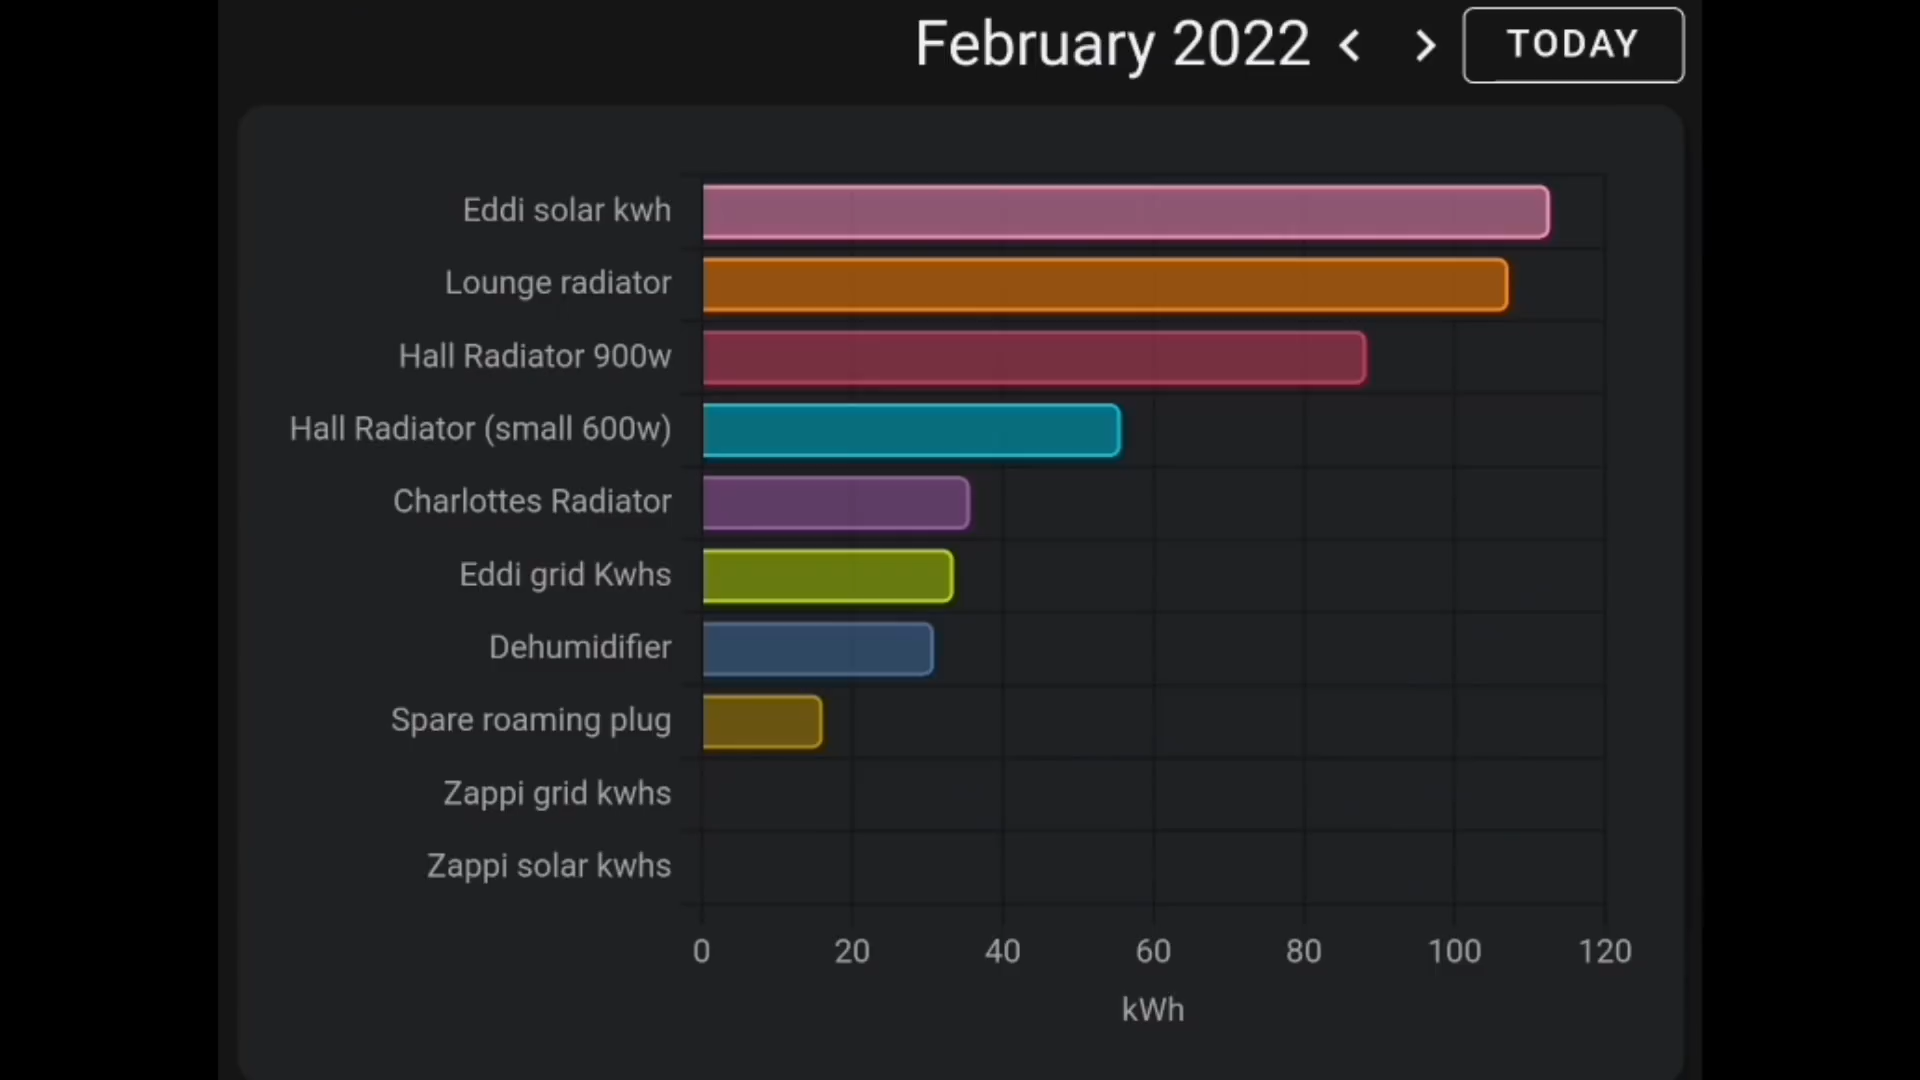 February 2022
TODAY
Eddi solar kwh
Lounge radiator
Hall Radiator 900w
Hall Radiator (small 600w)
Charlottes Radiator
Eddi grid Kwhs
Dehumidifier
Spare roaming plug
Zappi grid kwhs
Zappi solar kwhs
0 20 40 60 80 100 120
kWh